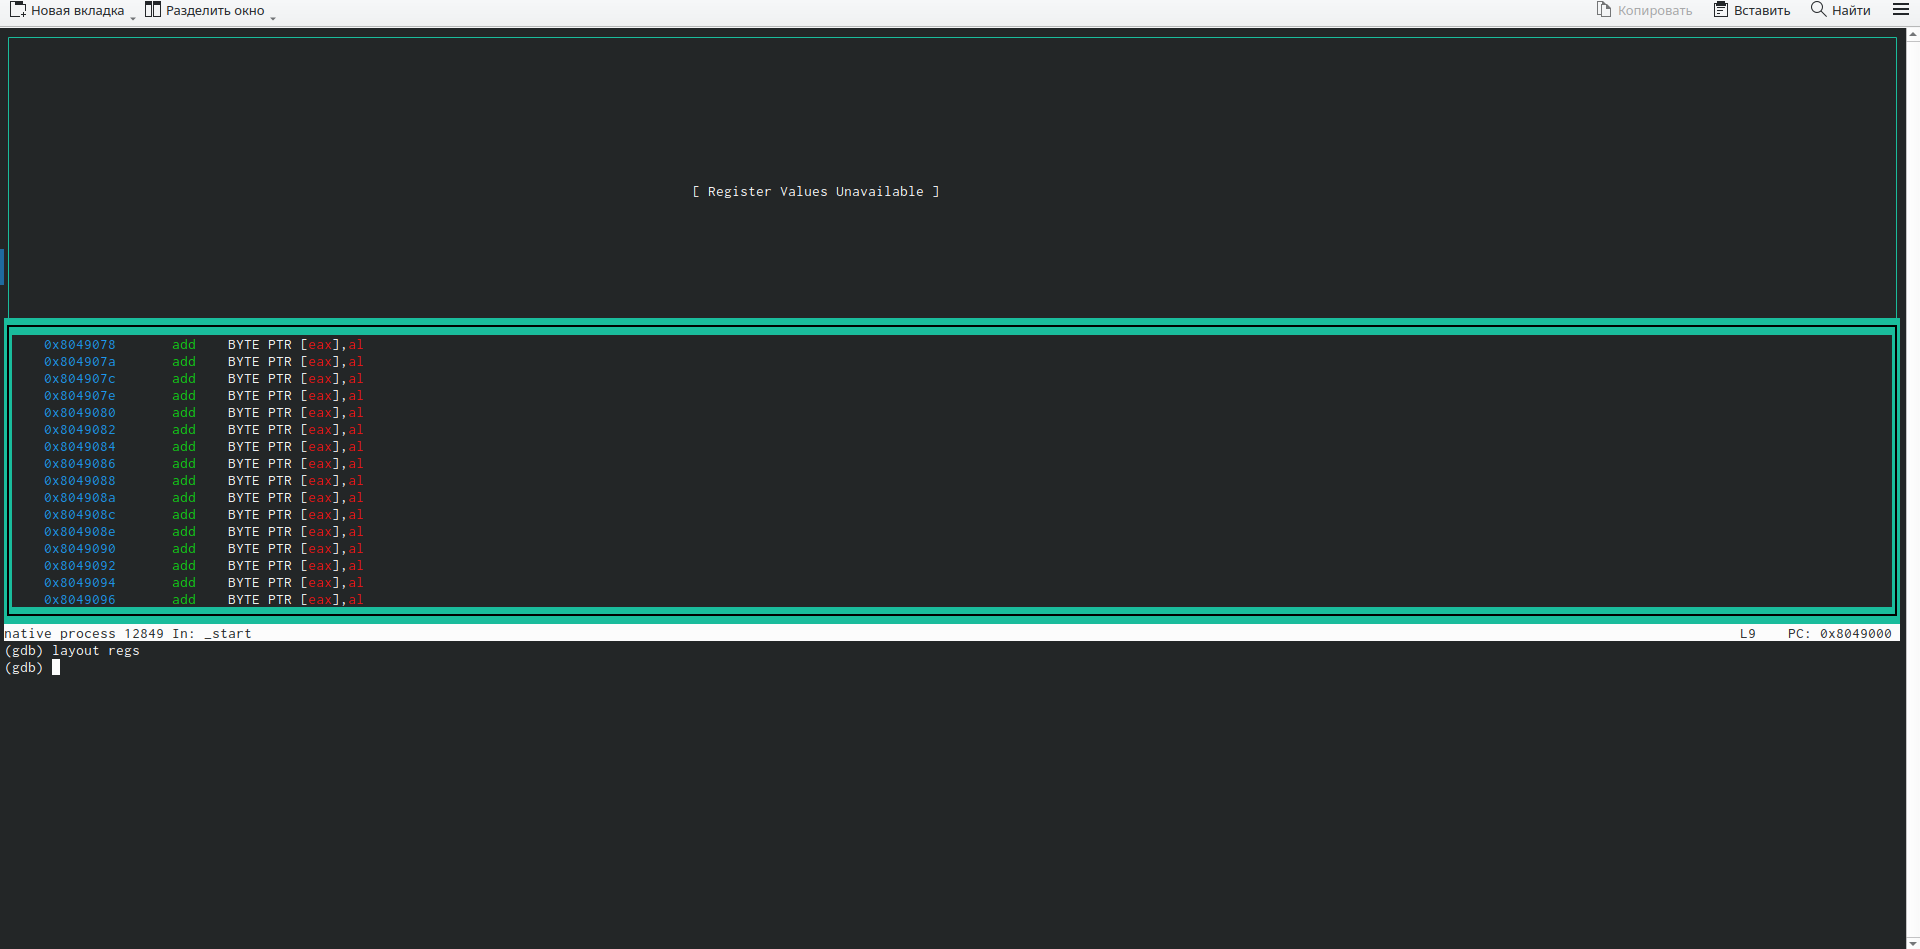 Новая вкладка Разделить окно Копировать Вставить Найти
[ Register Values Unavailable ]
0x8049078 add BYTE PTR [eax],al
0x804907a add BYTE PTR [eax],al
0x804907c add BYTE PTR [eax],al
0x804907e add BYTE PTR [eax],al
0x8049080 add BYTE PTR [eax],al
0x8049082 add BYTE PTR [eax],al
0x8049084 add BYTE PTR [eax],al
0x8049086 add BYTE PTR [eax],al
0x8049088 add BYTE PTR [eax],al
0x804908a add BYTE PTR [eax],al
0x804908c add BYTE PTR [eax],al
0x804908e add BYTE PTR [eax],al
0x8049090 add BYTE PTR [eax],al
0x8049092 add BYTE PTR [eax],al
0x8049094 add BYTE PTR [eax],al
0x8049096 add BYTE PTR [eax],al
native process 12849 In: _start L9 PC: 0x8049000
(gdb) layout regs
(gdb)